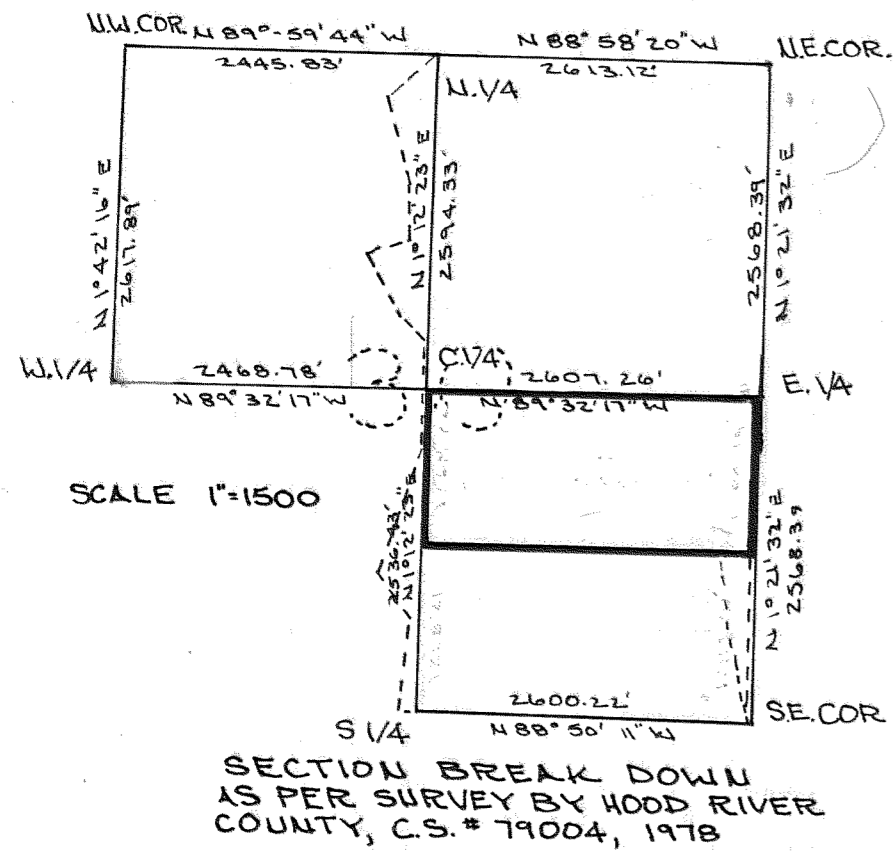 N.W.COR. N 89°-59'44" W
N 88°58'20" W
N.E.COR.
2445.83'
2613.12'
N.1/4
N 1°42'16" E
2617.89'
N 1°12'23" E
2594.33'
2568.39'
N 1°21'32" E
W.1/4
2468.78'
C.1/4
2607.26'
E.1/4
N 89°32'17" W
N 89°32'17" W
SCALE 1"=1500
2536.43'
N 1°12'23" E
N 1°21'32" E
2568.39
2600.22'
S.E.COR.
S 1/4
N 88°50'11" W
SECTION BREAK DOWN
AS PER SURVEY BY HOOD RIVER
COUNTY, C.S.# 79004, 1978